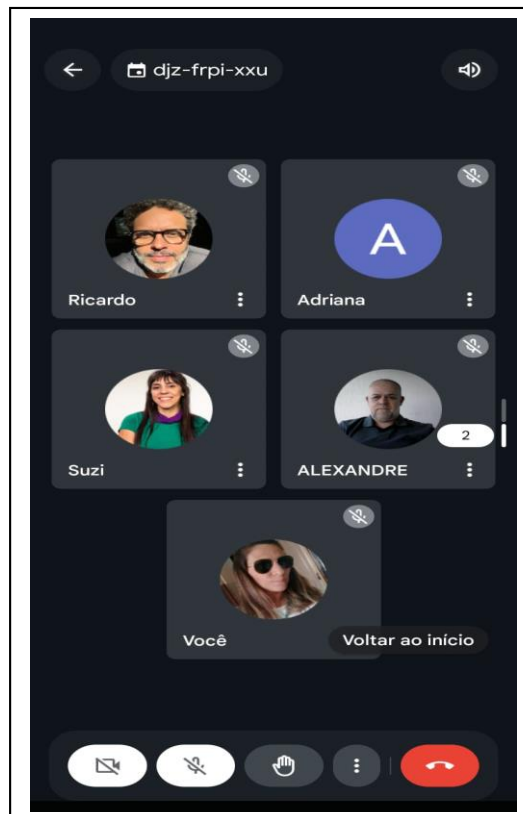 djz-frpi-xxu
Ricardo
A
Adriana
Suzi
2
ALEXANDRE
Você
Voltar ao início